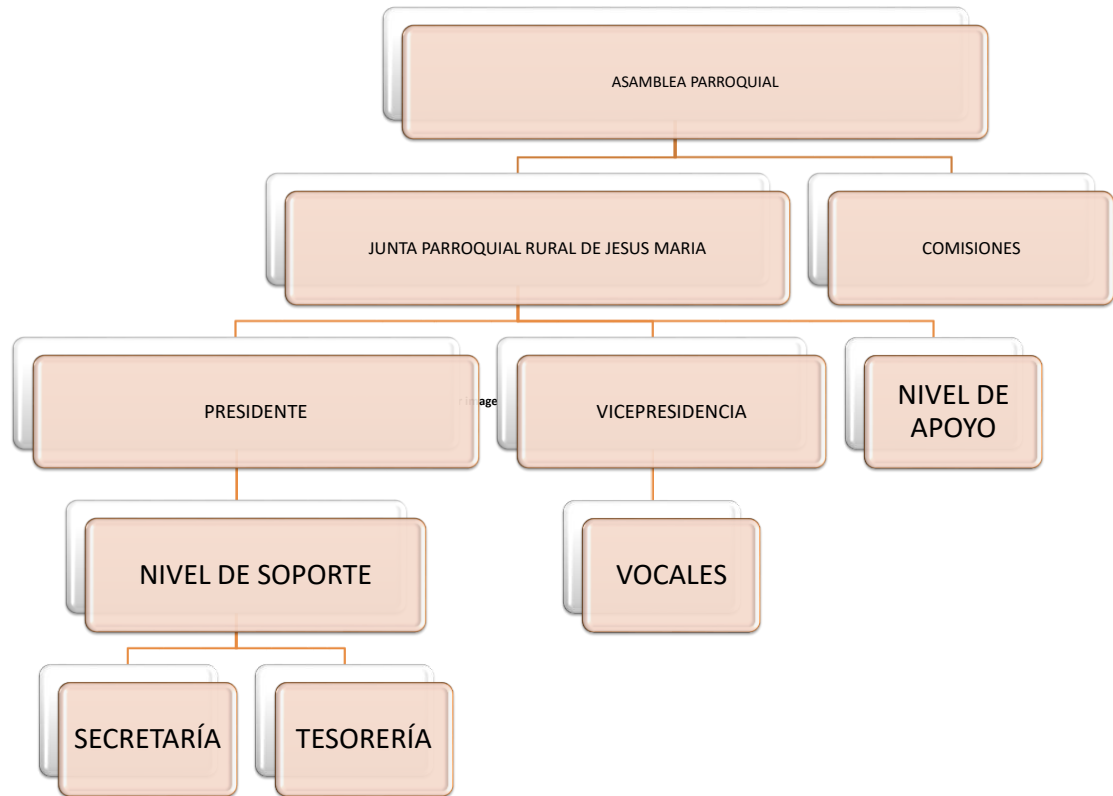 ASAMBLEA PARROQUIAL
JUNTA PARROQUIAL RURAL DE JESUS MARIA
COMISIONES
PRESIDENTE
image
VICEPRESIDENCIA
NIVEL DE
APOYO
NIVEL DE SOPORTE
VOCALES
SECRETARÍA
TESORERÍA